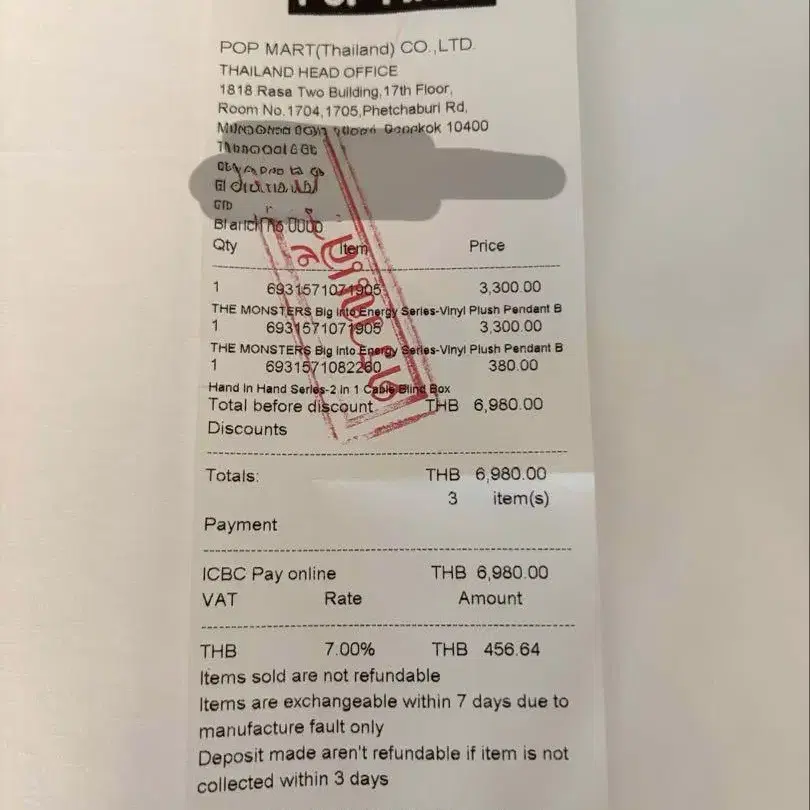 POP MART(Thailand) CO.,LTD.
THAILAND HEAD OFFICE
1818 Rasa Two Building,17th Floor,
Room No.1704,1705,Phetchaburi Rd,
10400
Branch no.0000
Qty Item Price
1 6931571071905 3,300.00
THE MONSTERS Big Into Energy Series-Vinyl Plush Pendant B
1 6931571071905 3,300.00
THE MONSTERS Big Into Energy Series-Vinyl Plush Pendant B
1 6931571082260 380.00
Hand In Hand Series-2 In 1 Cable Blind Box
Total before discount. THB 6,980.00
Discounts
Totals: THB 6,980.00
3 item(s)
Payment
ICBC Pay online THB 6,980.00
VAT Rate Amount
THB 7.00% THB 456.64
Items sold are not refundable
Items are exchangeable within 7 days due to
manufacture fault only
Deposit made aren't refundable if item is not
collected within 3 days